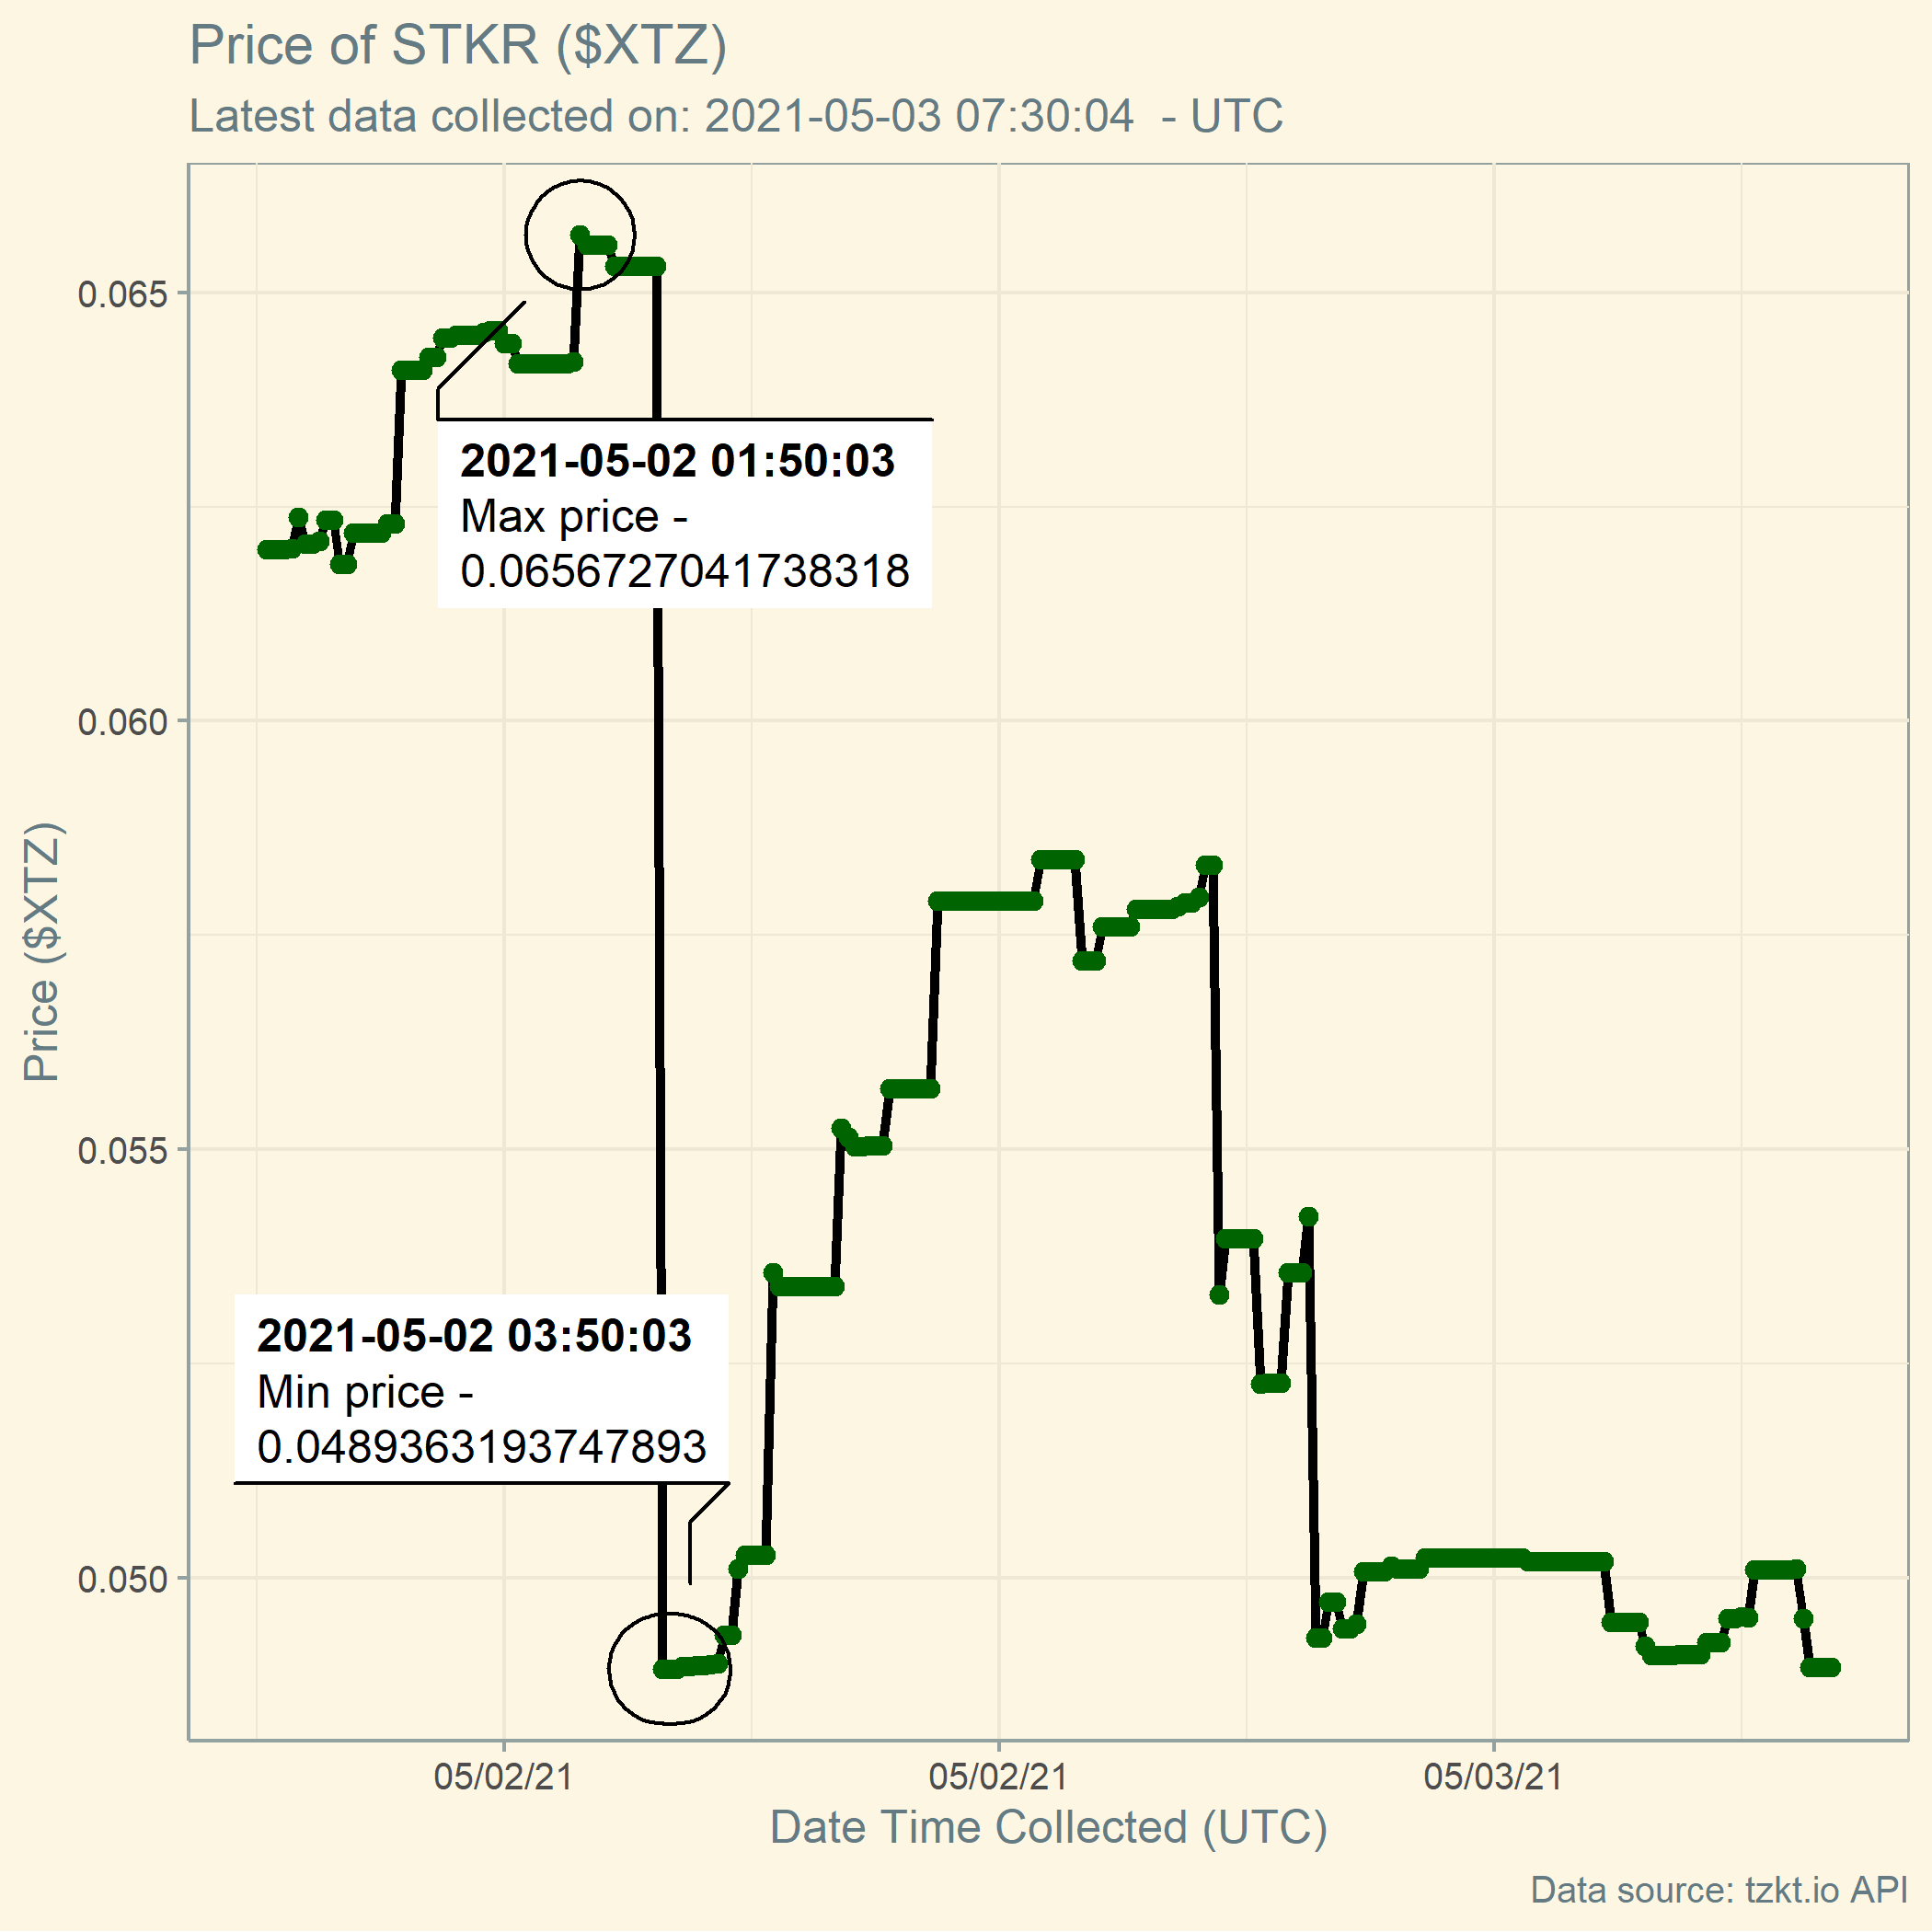 Price of STKR ($XTZ)
Latest data collected on: 2021-05-03 07:30:04  - UTC
0.065
2021-05-02 01:50:03
Max price -
0.0656727041738318
0.060
Price ($XTZ)
0.055
2021-05-02 03:50:03
Min price -
0.0489363193747893
0.050
05/02/21
05/02/21
05/03/21
Date Time Collected (UTC)
Data source: tzkt.io API